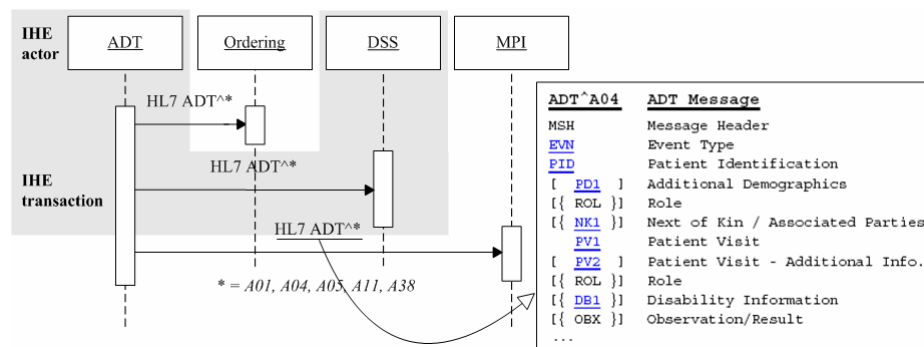 IHE
actor
ADT
Ordering
DSS
MPI
HL7 ADT^*
HL7 ADT^*
IHE
transaction
HL7 ADT^*
* = A01, A04, A05, A11, A38
ADT^A04 ADT Message
MSH Message Header
EVN Event Type
PID Patient Identification
[ PD1 ] Additional Demographics
[{ ROL }] Role
[{ NK1 }] Next of Kin / Associated Parties
PV1 Patient Visit
[ PV2 ] Patient Visit - Additional Info.
[{ ROL }] Role
[{ DB1 }] Disability Information
[{ OBX }] Observation/Result
...